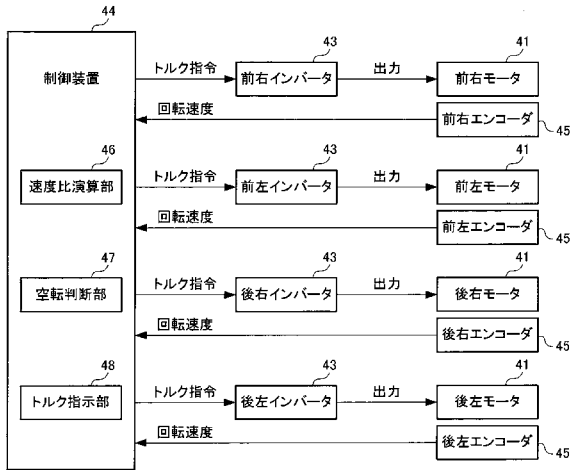 44
制御装置
トルク指令
43
前右インバータ
出力
41
前右モータ
回転速度
前右エンコーダ
45
46
速度比演算部
トルク指令
43
前左インバータ
出力
41
前左モータ
回転速度
前左エンコーダ
45
47
空転判断部
トルク指令
43
後右インバータ
出力
41
後右モータ
回転速度
後右エンコーダ
45
48
トルク指示部
トルク指令
43
後左インバータ
出力
41
後左モータ
回転速度
後左エンコーダ
45